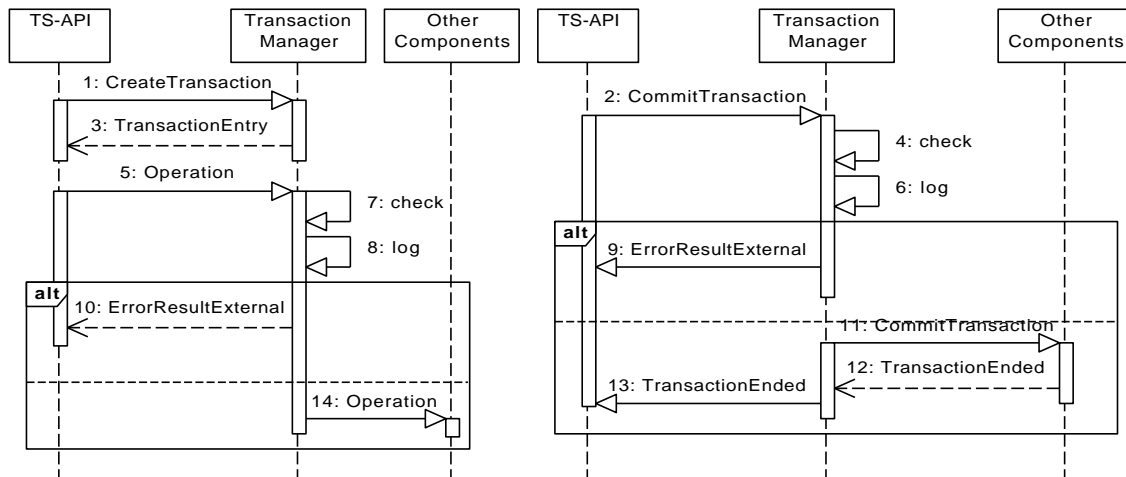 TS-API
Transaction
Manager
Other
Components
1: CreateTransaction
3: TransactionEntry
5: Operation
7: check
8: log
alt
10: ErrorResultExternal
14: Operation
TS-API
Transaction
Manager
Other
Components
2: CommitTransaction
4: check
6: log
alt
9: ErrorResultExternal
11: CommitTransaction
12: TransactionEnded
13: TransactionEnded